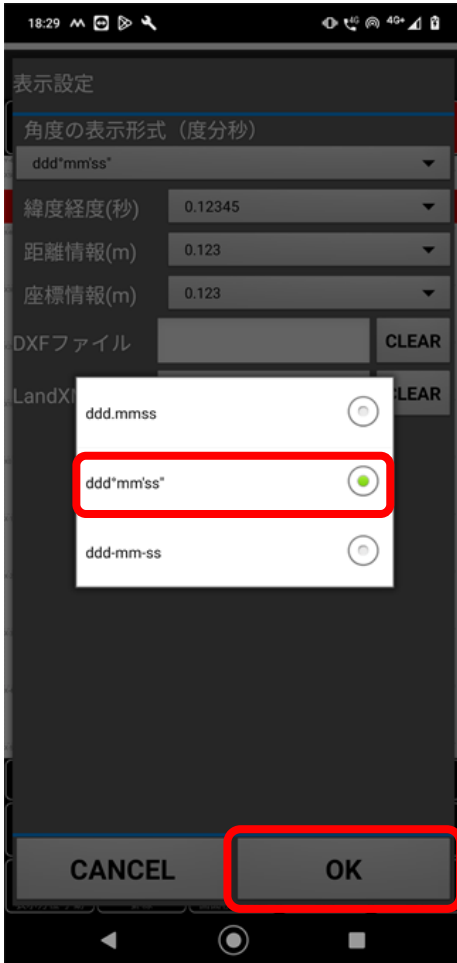 18:29 4G 4G+
表示設定
角度の表示形式（度分秒）
ddd°mm'ss"
緯度経度(秒) 0.12345
距離情報(m) 0.123
座標情報(m) 0.123
DXFファイル CLEAR
LandX CLEAR
ddd.mmss
ddd°mm'ss"
ddd-mm-ss
CANCEL OK